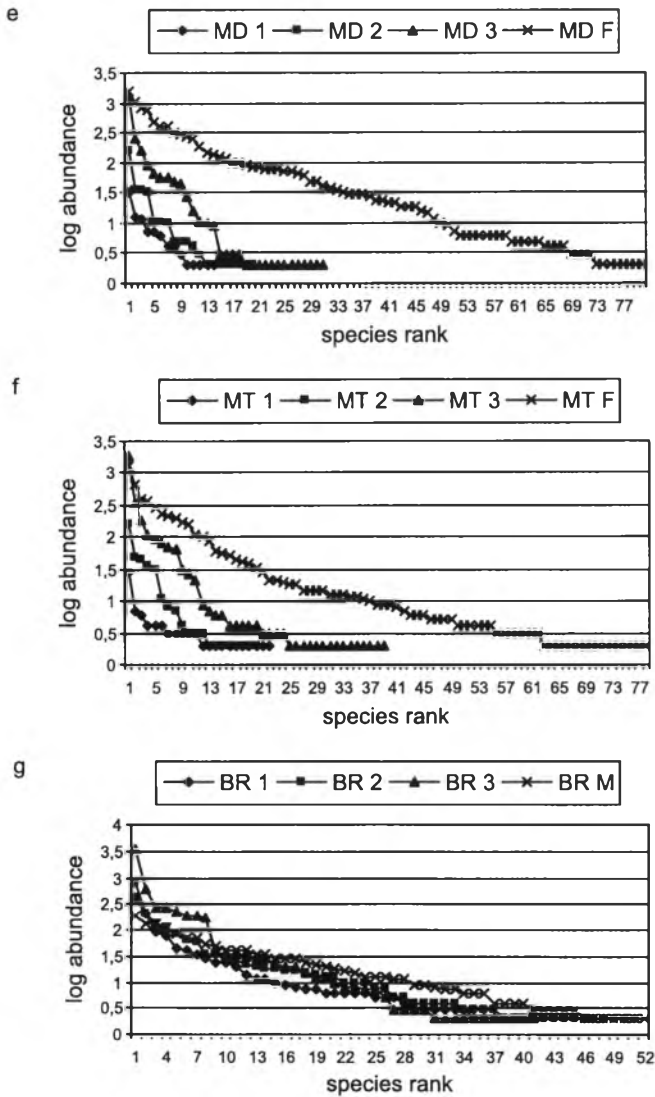 e
MD 1 MD 2 MD 3 MD F
3,5
3
2,5
2
1,5
1
0,5
0
log abundance
1 5 9 13 17 21 25 29 33 37 41 45 49 53 57 61 65 69 73 77
species rank
f
MT 1 MT 2 MT 3 MT F
3,5
3
2,5
2
1,5
1
0,5
0
log abundance
1 5 9 13 17 21 25 29 33 37 41 45 49 53 57 61 65 69 73 77
species rank
g
BR 1 BR 2 BR 3 BR M
4
3,5
3
2,5
2
1,5
1
0,5
0
log abundance
1 4 7 10 13 16 19 22 25 28 31 34 37 40 43 46 49 52
species rank